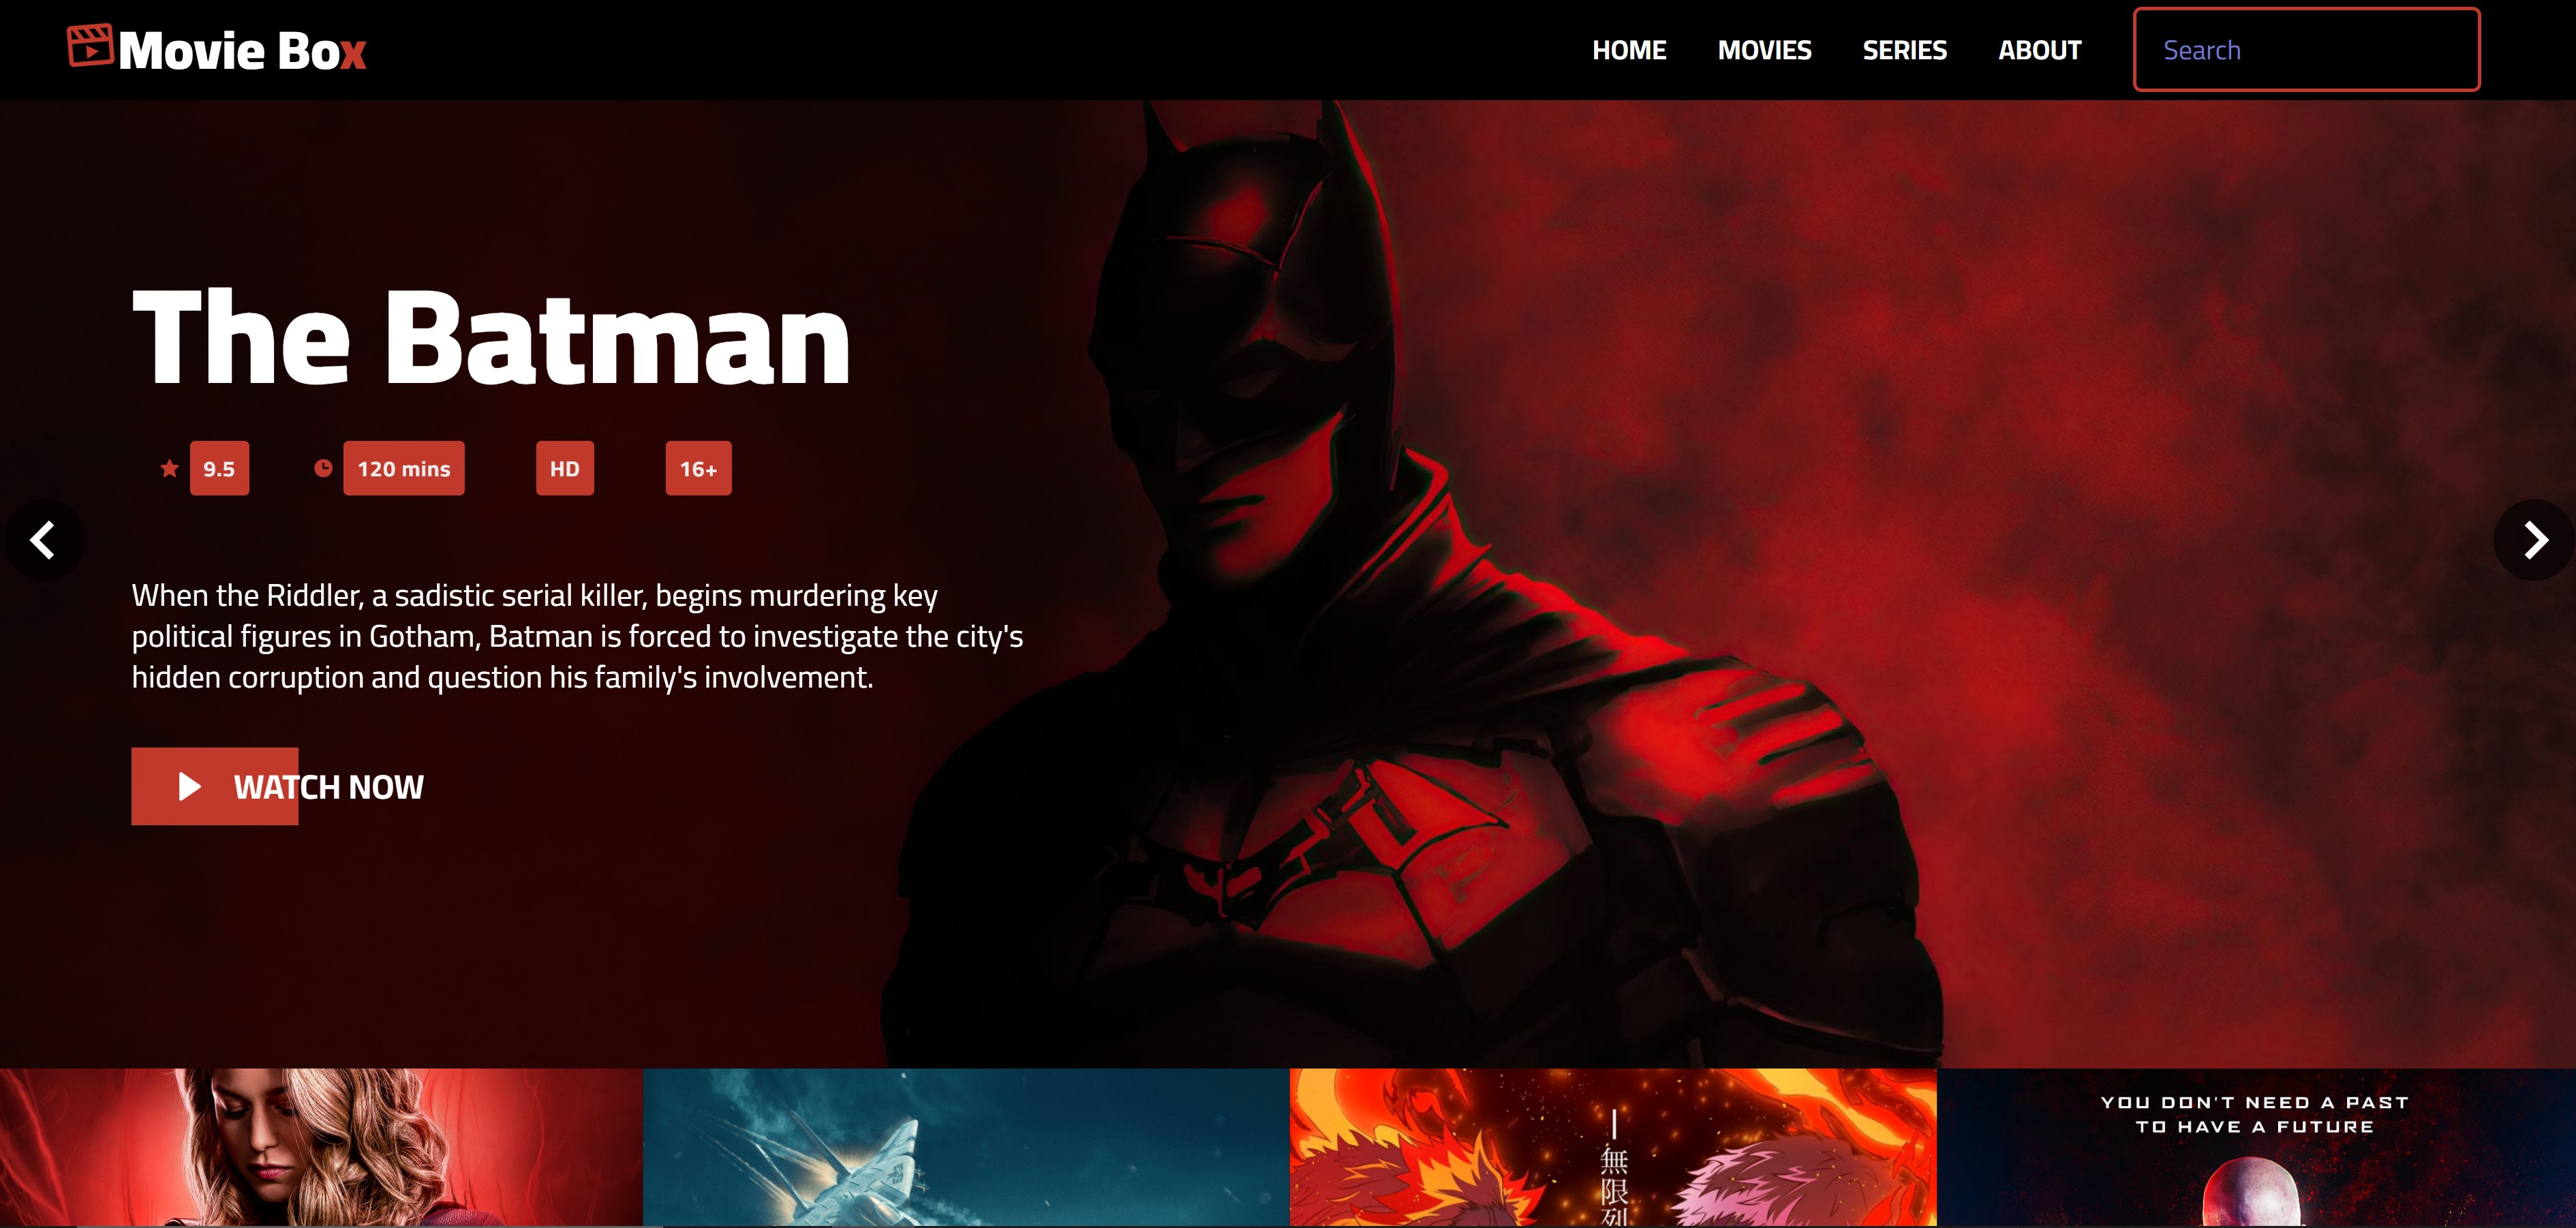 Movie Box
HOME
MOVIES
SERIES
ABOUT
Search
The Batman
9.5
120 mins
HD
16+
When the Riddler, a sadistic serial killer, begins murdering key
political figures in Gotham, Batman is forced to investigate the city's
hidden corruption and question his family's involvement.
WATCH NOW
無限列
YOU DON'T NEED A PAST
TO HAVE A FUTURE